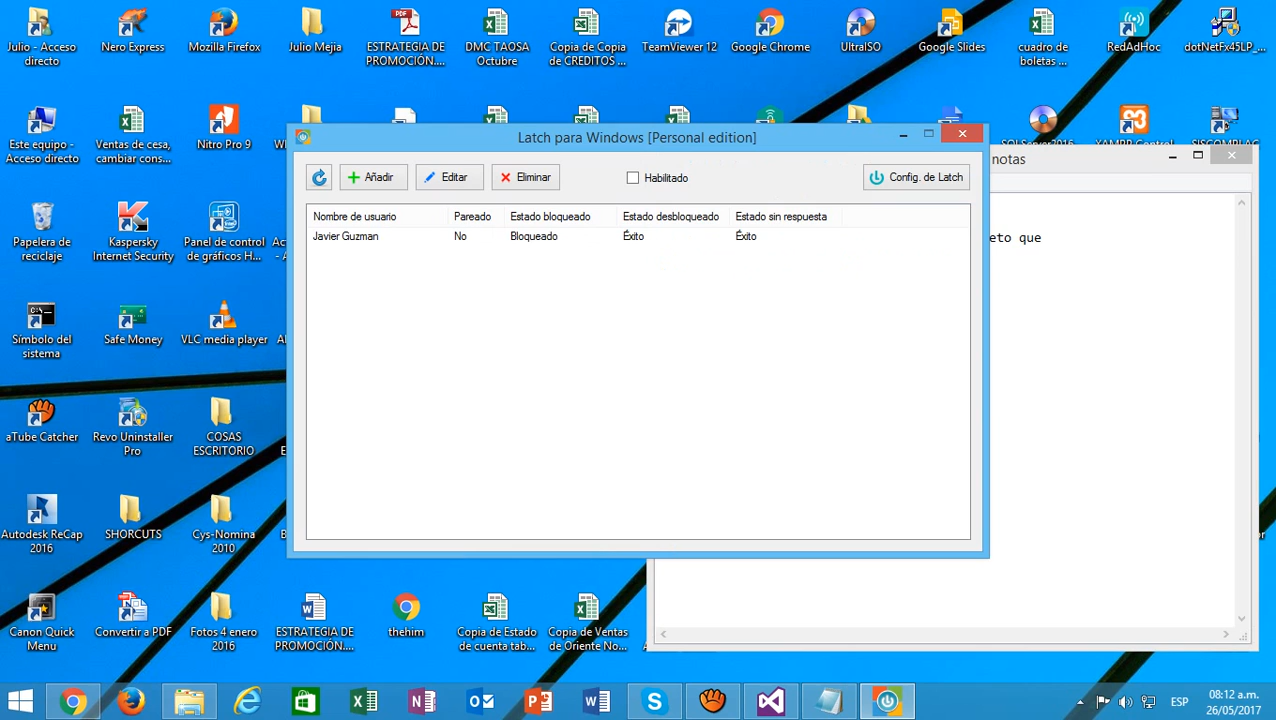 Julio - Acceso
directo
Nero Express
Mozilla Firefox
Julio Mejia
ESTRATEGIA DE
PROMOCIÓN....
DMC TAOSA
Octubre
Copia de Copia
de CREDITOS ...
TeamViewer 12
Google Chrome
UltraISO
Google Slides
cuadro de
boletas ...
RedAdHoc
dotNetFx45LP_...
Este equipo -
Acceso directo
Ventas de cesa,
cambiar cons...
Nitro Pro 9
Latch para Windows [Personal edition]
notas
Añadir
Editar
Eliminar
Habilitado
Config. de Latch
Nombre de usuario
Pareado
Estado bloqueado
Estado desbloqueado
Estado sin respuesta
Javier Guzman
No
Bloqueado
Éxito
Éxito
eto que
Papelera de
reciclaje
Kaspersky
Internet Security
Panel de control
de gráficos H...
Símbolo del
sistema
Safe Money
VLC media player
aTube Catcher
Revo Uninstaller
Pro
COSAS
ESCRITORIO
Autodesk ReCap
2016
SHORCUTS
Cys-Nomina
2010
Canon Quick
Menu
Convertir a PDF
Fotos 4 enero
2016
ESTRATEGIA DE
PROMOCIÓN....
thehim
Copia de Estado
de cuenta tab...
Copia de Ventas
de Oriente No...
ESP
08:12 a.m.
26/05/2017